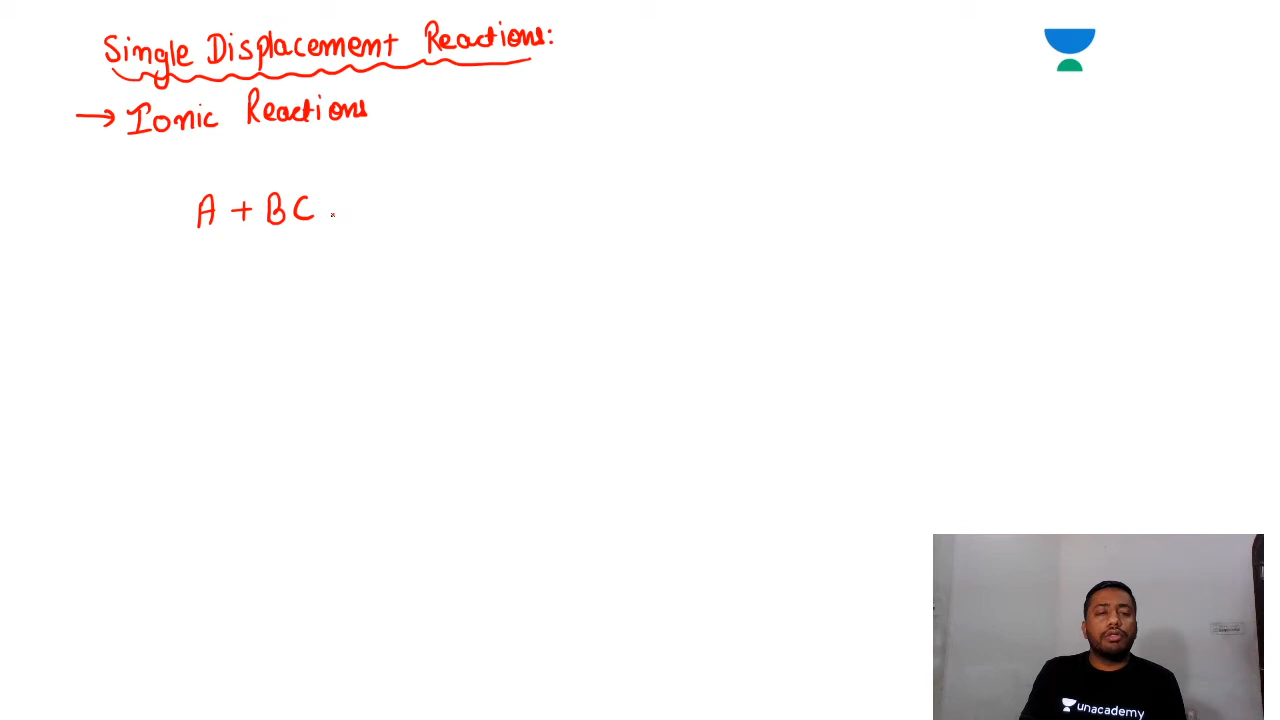 Single Displacement Reactions:
→ Ionic Reactions
A + BC
unacademy